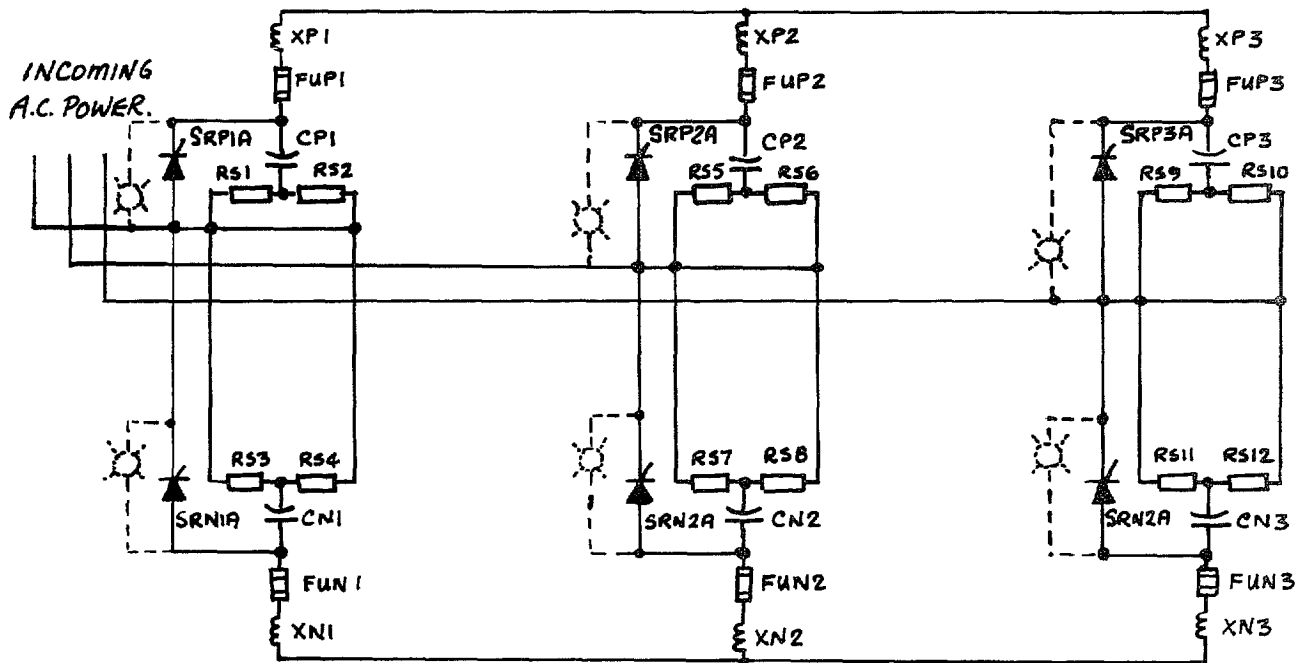 XP1
XP2
XP3
INCOMING
A.C. POWER.
FUP1
FUP2
FUP3
SRP1A
CP1
SRP2A
CP2
SRP3A
CP3
RS1
RS2
RS5
RS6
RS9
RS10
RS3
RS4
RS7
RS8
RS11
RS12
SRN1A
CN1
SRN2A
CN2
SRN2A
CN3
FUN1
FUN2
FUN3
XN1
XN2
XN3